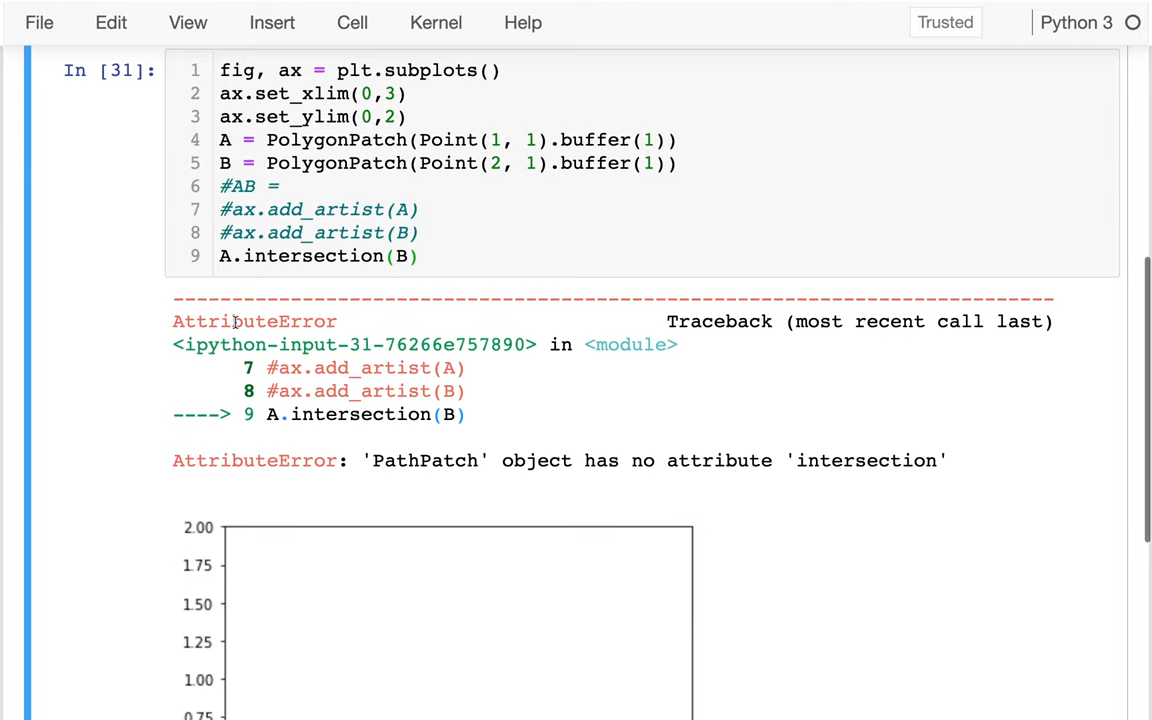 File Edit View Insert Cell Kernel Help Trusted Python 3
In [31]:
1 fig, ax = plt.subplots()
2 ax.set_xlim(0,3)
3 ax.set_ylim(0,2)
4 A = PolygonPatch(Point(1, 1).buffer(1))
5 B = PolygonPatch(Point(2, 1).buffer(1))
6 #AB =
7 #ax.add_artist(A)
8 #ax.add_artist(B)
9 A.intersection(B)
---------------------------------------------------------------------------
AttributeError Traceback (most recent call last)
<ipython-input-31-76266e757890> in <module>
7 #ax.add_artist(A)
8 #ax.add_artist(B)
----> 9 A.intersection(B)
AttributeError: 'PathPatch' object has no attribute 'intersection'
2.00
1.75
1.50
1.25
1.00
0.75